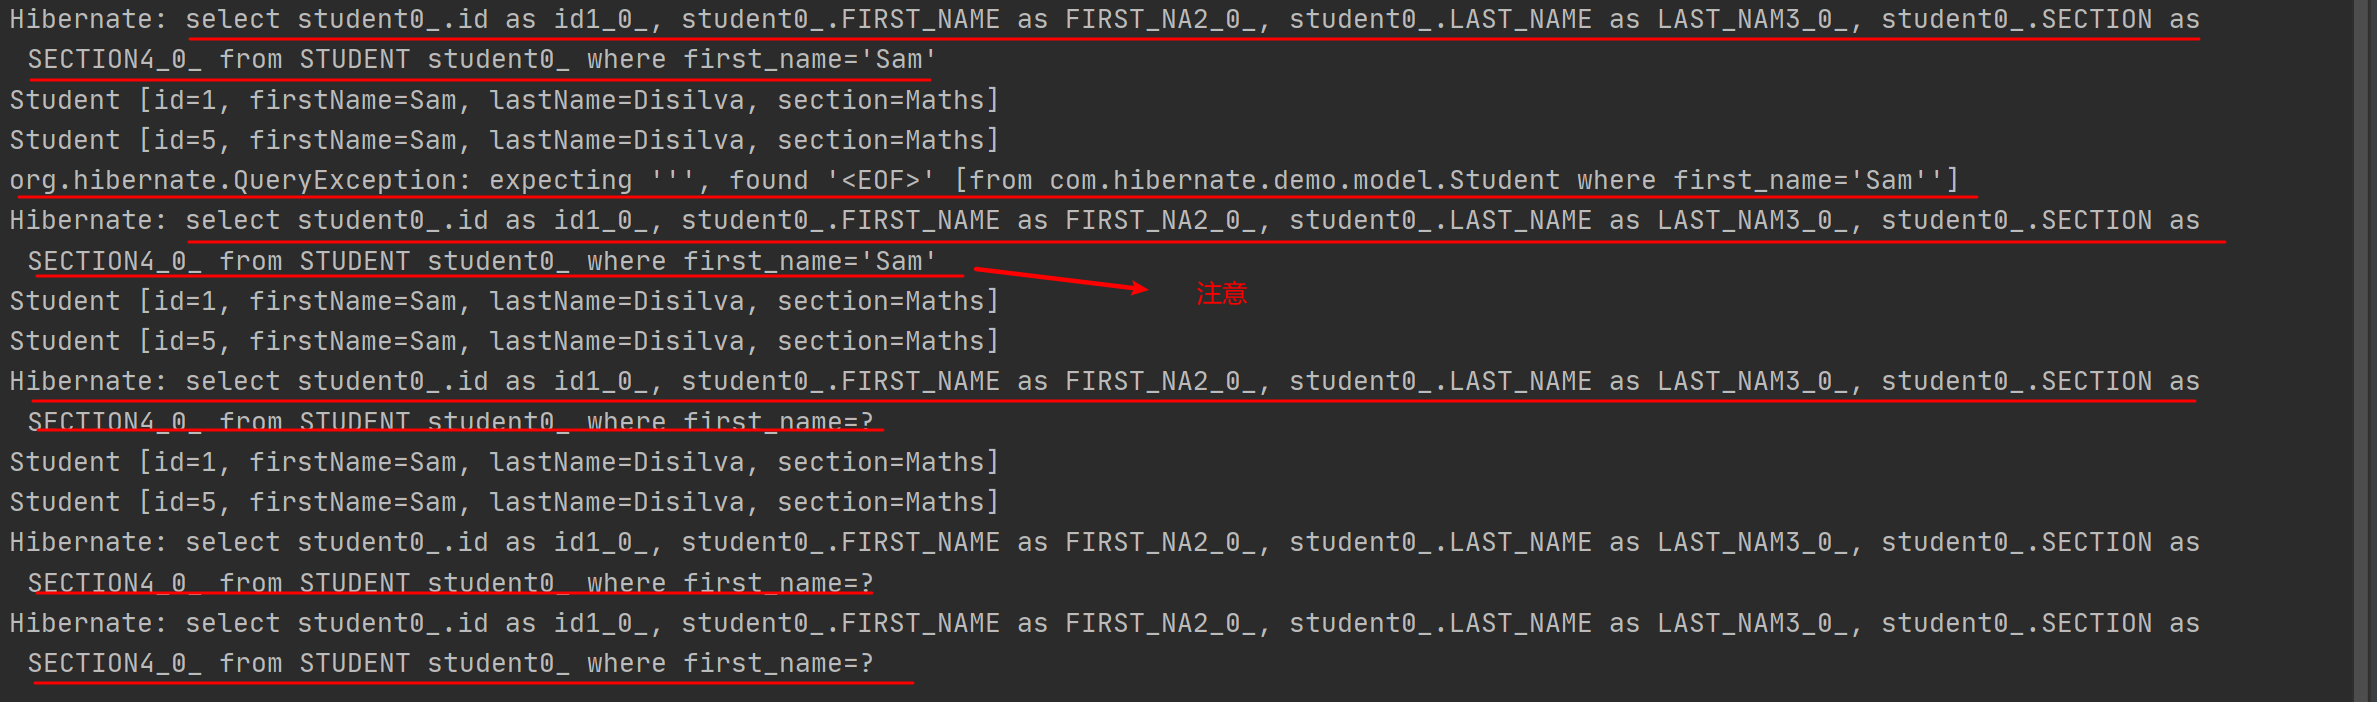 Hibernate: select student0_.id as id1_0_, student0_.FIRST_NAME as FIRST_NA2_0_, student0_.LAST_NAME as LAST_NAM3_0_, student0_.SECTION as
SECTION4_0_ from STUDENT student0_ where first_name='Sam'
Student [id=1, firstName=Sam, lastName=Disilva, section=Maths]
Student [id=5, firstName=Sam, lastName=Disilva, section=Maths]
org.hibernate.QueryException: expecting ''', found '<EOF>' [from com.hibernate.demo.model.Student where first_name='Sam'']
Hibernate: select student0_.id as id1_0_, student0_.FIRST_NAME as FIRST_NA2_0_, student0_.LAST_NAME as LAST_NAM3_0_, student0_.SECTION as
SECTION4_0_ from STUDENT student0_ where first_name='Sam'
注意
Student [id=1, firstName=Sam, lastName=Disilva, section=Maths]
Student [id=5, firstName=Sam, lastName=Disilva, section=Maths]
Hibernate: select student0_.id as id1_0_, student0_.FIRST_NAME as FIRST_NA2_0_, student0_.LAST_NAME as LAST_NAM3_0_, student0_.SECTION as
SECTION4_0_ from STUDENT student0_ where first_name=?
Student [id=1, firstName=Sam, lastName=Disilva, section=Maths]
Student [id=5, firstName=Sam, lastName=Disilva, section=Maths]
Hibernate: select student0_.id as id1_0_, student0_.FIRST_NAME as FIRST_NA2_0_, student0_.LAST_NAME as LAST_NAM3_0_, student0_.SECTION as
SECTION4_0_ from STUDENT student0_ where first_name=?
Hibernate: select student0_.id as id1_0_, student0_.FIRST_NAME as FIRST_NA2_0_, student0_.LAST_NAME as LAST_NAM3_0_, student0_.SECTION as
SECTION4_0_ from STUDENT student0_ where first_name=?